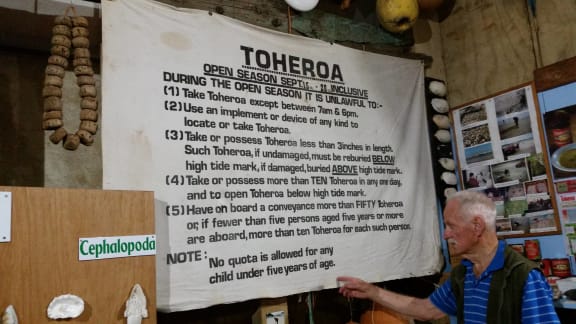 TOHEROA
OPEN SEASON SEPT. 15. - 18. INCLUSIVE
DURING THE OPEN SEASON IT IS UNLAWFUL TO:-
(1) Take Toheroa except between 7am & 6pm.
(2) Use an implement or device of any kind to
locate or take Toheroa.
(3) Take or possess Toheroa less than 3inches in length.
Such Toheroa, if undamaged, must be reburied BELOW
high tide mark, if damaged, buried ABOVE high tide mark.
(4) Take or possess more than TEN Toheroa in any one day,
and to open Toheroa below high tide mark.
(5) Have on board a conveyance more than FIFTY Toheroa
or, if fewer than five persons aged five years or more
are aboard, more than ten Toheroa for each such person.
NOTE: No quota is allowed for any
child under five years of age.
Cephalopoda